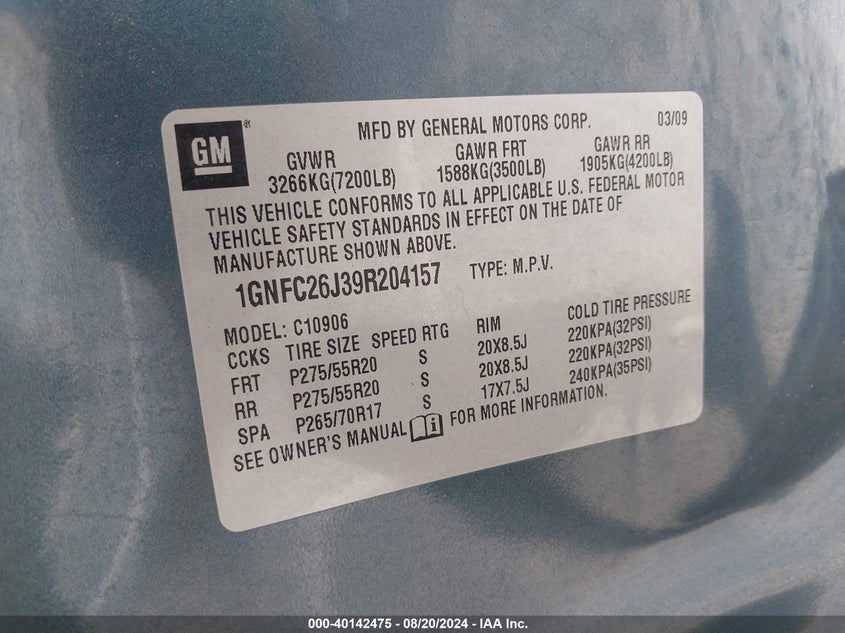 GM®
MFD BY GENERAL MOTORS CORP. 03/09
GVWR GAWR FRT GAWR RR
3266KG(7200LB) 1588KG(3500LB) 1905KG(4200LB)
THIS VEHICLE CONFORMS TO ALL APPLICABLE U.S. FEDERAL MOTOR
VEHICLE SAFETY STANDARDS IN EFFECT ON THE DATE OF
MANUFACTURE SHOWN ABOVE.
1GNFC26J39R204157 TYPE: M.P.V.
MODEL: C10906
CCKS TIRE SIZE SPEED RTG RIM COLD TIRE PRESSURE
FRT P275/55R20 S 20X8.5J 220KPA(32PSI)
RR P275/55R20 S 20X8.5J 220KPA(32PSI)
SPA P265/70R17 S 17X7.5J 240KPA(35PSI)
SEE OWNER'S MANUAL i FOR MORE INFORMATION.
000-40142475 - 08/20/2024 - IAA Inc.